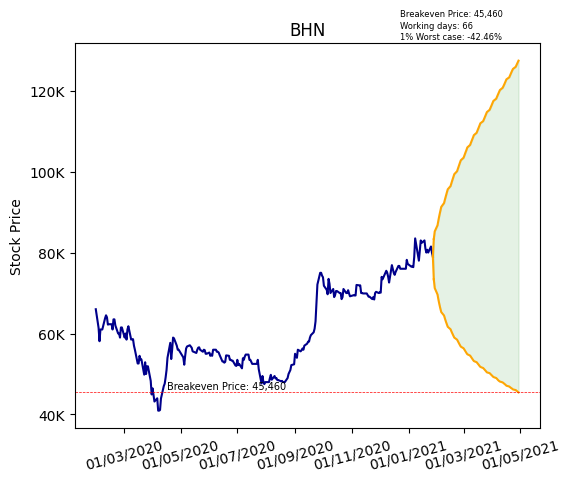 Breakeven Price: 45,460
Working days: 66
1% Worst case: -42.46%
BHN
Stock Price
120K
100K
80K
60K
40K
Breakeven Price: 45,460
01/03/2020
01/05/2020
01/07/2020
01/09/2020
01/11/2020
01/01/2021
01/03/2021
01/05/2021